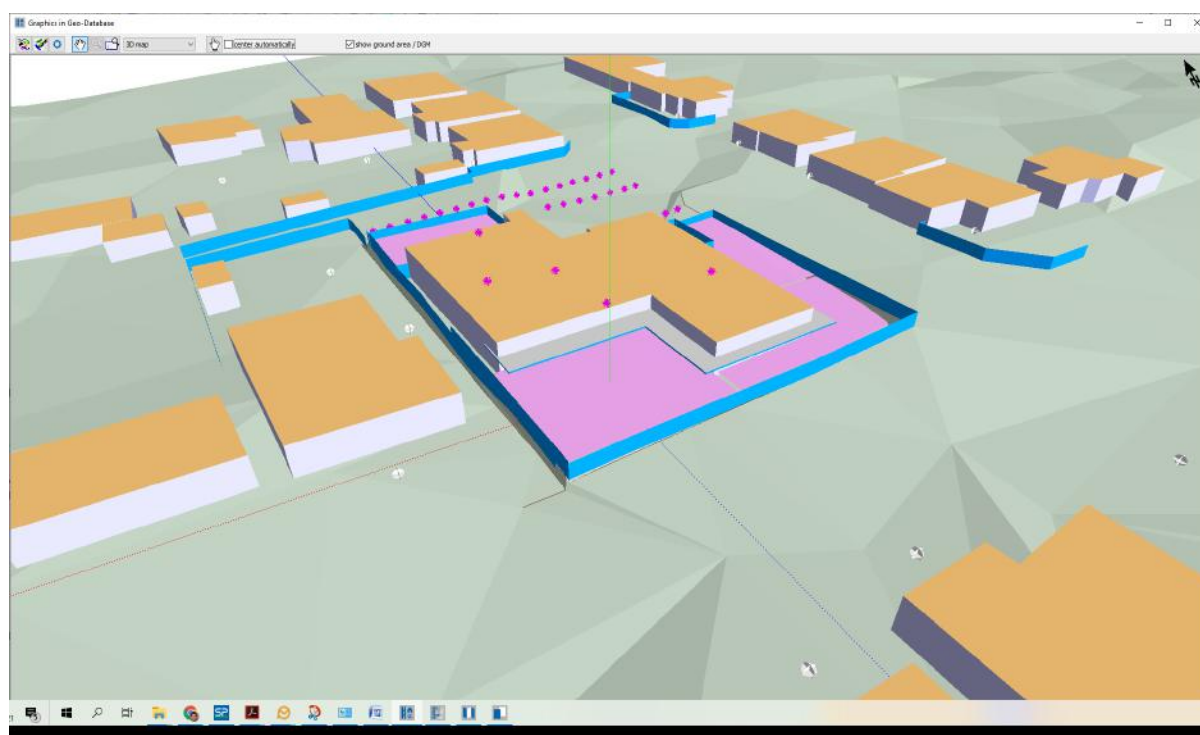 Graphics in Geo-Database
3D map
center automatically
show ground area / DGM